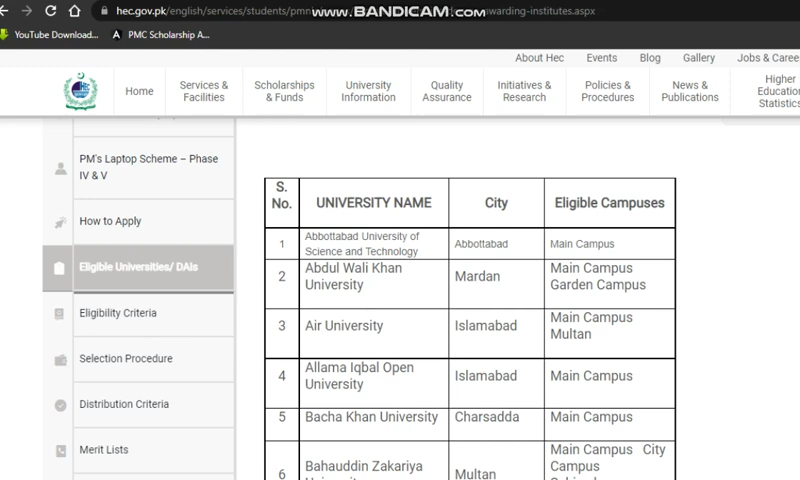 hec.gov.pk/english/services/students/pmn
www.BANDICAM.com
awarding-institutes.aspx
YouTube Download...
PMC Scholarship A...
About Hec
Events
Blog
Gallery
Jobs & Caree
Home
Services &
Facilities
Scholarships
& Funds
University
Information
Quality
Assurance
Initiatives &
Research
Policies &
Procedures
News &
Publications
Higher
Education
Statistics
PM's Laptop Scheme – Phase
IV & V
How to Apply
Eligible Universities/ DAIs
Eligibility Criteria
Selection Procedure
Distribution Criteria
Merit Lists
S.
No.
UNIVERSITY NAME
City
Eligible Campuses
1
Abbottabad University of
Science and Technology
Abbottabad
Main Campus
2
Abdul Wali Khan
University
Mardan
Main Campus
Garden Campus
3
Air University
Islamabad
Main Campus
Multan
4
Allama Iqbal Open
University
Islamabad
Main Campus
5
Bacha Khan University
Charsadda
Main Campus
6
Bahauddin Zakariya
Multan
Main Campus City
Campus